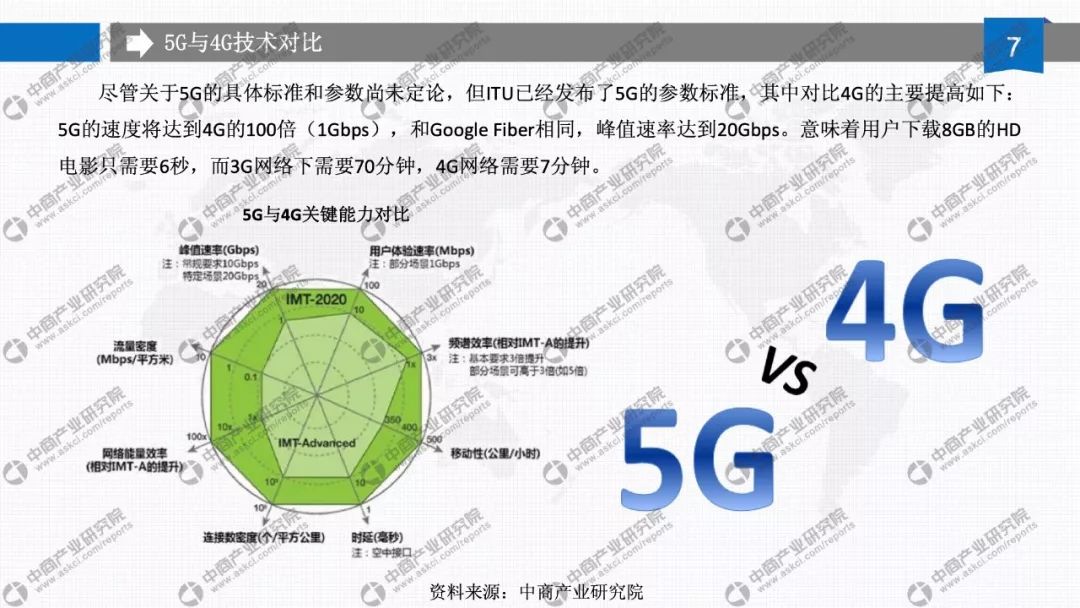 5G与4G技术对比
7
尽管关于5G的具体标准和参数尚未定论，但ITU已经发布了5G的参数标准，其中对比4G的主要提高如下：
5G的速度将达到4G的100倍（1Gbps），和Google Fiber相同，峰值速率达到20Gbps。意味着用户下载8GB的HD
电影只需要6秒，而3G网络下需要70分钟，4G网络需要7分钟。
5G与4G关键能力对比
峰值速率(Gbps)
注：常规要求10Gbps
特定场景20Gbps
用户体验速率(Mbps)
注：部分场景1Gbps
20
100
IMT-2020
1
10
流量密度
(Mbps/平方米)
10
1
0.1
频谱效率(相对IMT-A的提升)
注：基本要求3倍提升
部分场景可高于3倍(如5倍)
3x
1x
网络能量效率
(相对IMT-A的提升)
100x
10x
1x
350
400
500
移动性(公里/小时)
IMT-Advanced
10
1
连接数密度(个/平方公里)
时延(毫秒)
注：空中接口
4G
VS
5G
资料来源：中商产业研究院
中商产业研究院
www.askci.com/reports